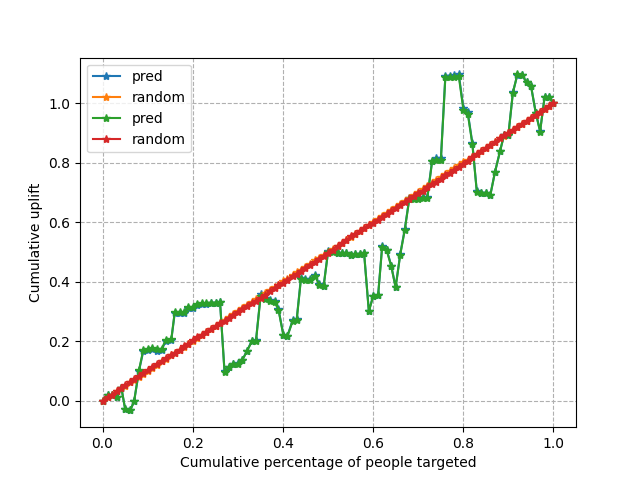 pred
random
pred
random
1.0
0.8
0.6
0.4
0.2
0.0
Cumulative uplift
0.0 0.2 0.4 0.6 0.8 1.0
Cumulative percentage of people targeted